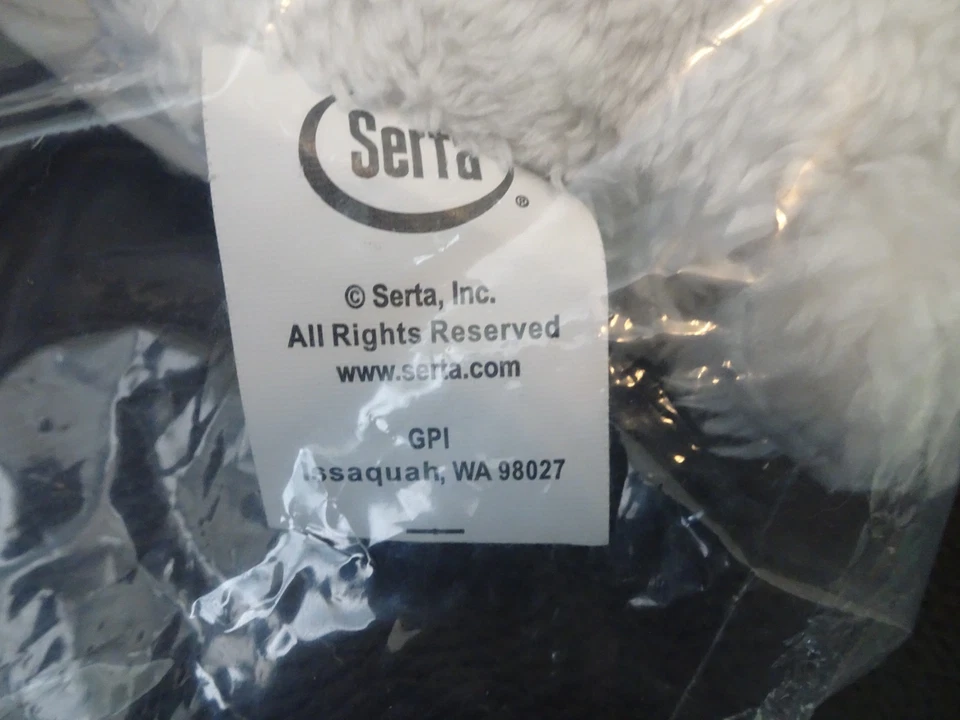 Serta
®
© Serta, Inc.
All Rights Reserved
www.serta.com
GPI
Issaquah, WA 98027